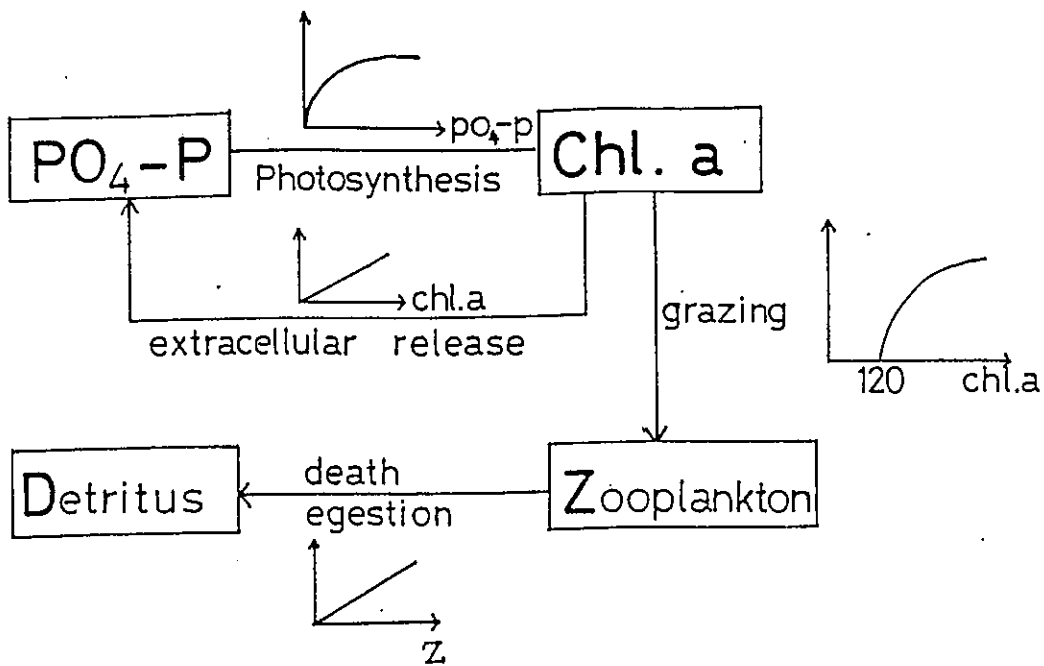 po₄-p
PO₄-P
Chl. a
Photosynthesis
chl.a
extracellular release
grazing
120 chl.a
Detritus
death
egestion
Zooplankton
Z